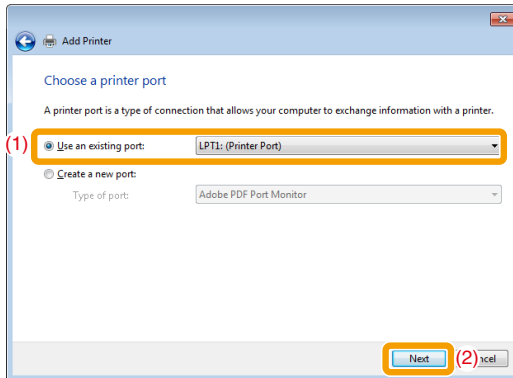 Add Printer
Choose a printer port
A printer port is a type of connection that allows your computer to exchange information with a printer.
(1) Use an existing port: LPT1: (Printer Port)
Create a new port:
Type of port: Adobe PDF Port Monitor
Next (2) ncel